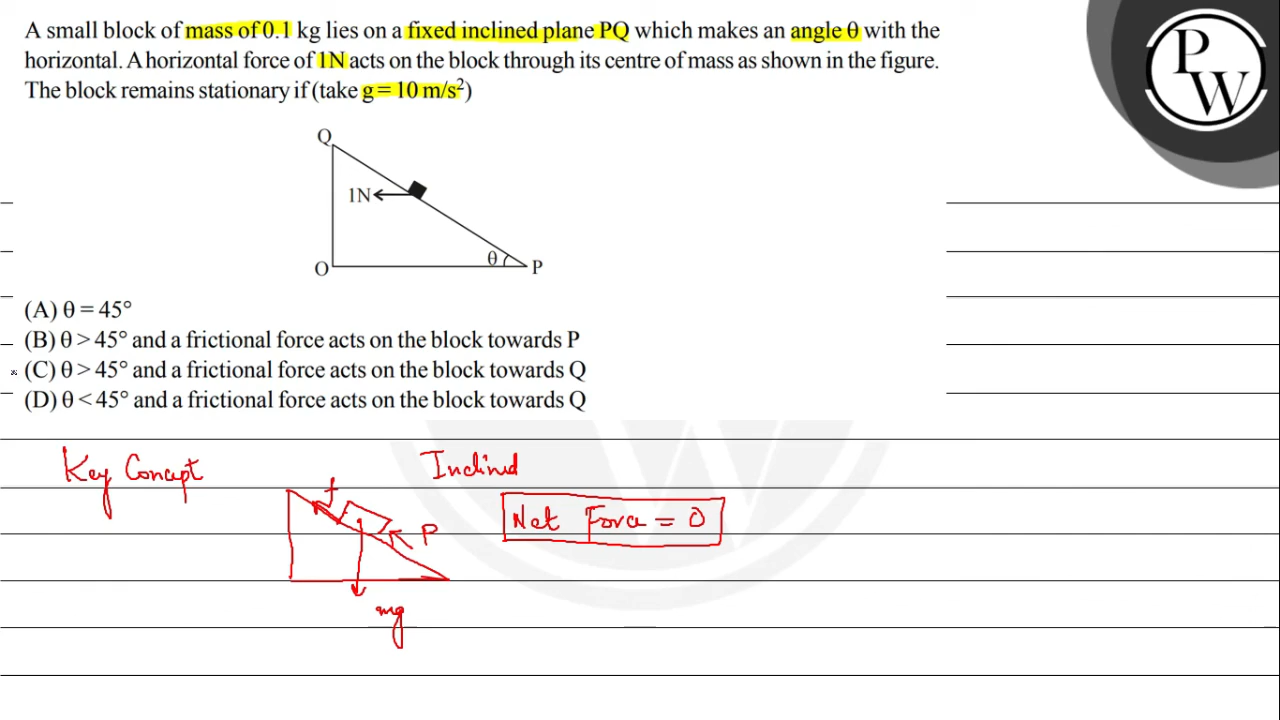 A small block of mass of 0.1 kg lies on a fixed inclined plane PQ which makes an angle θ with the
horizontal. A horizontal force of 1N acts on the block through its centre of mass as shown in the figure.
The block remains stationary if (take g = 10 m/s²)
P
W
Q
1N
θ
O
P
(A) θ = 45°
(B) θ > 45° and a frictional force acts on the block towards P
(C) θ > 45° and a frictional force acts on the block towards Q
(D) θ < 45° and a frictional force acts on the block towards Q
Key Concept
Inclined
f
Net Force = 0
P
mg